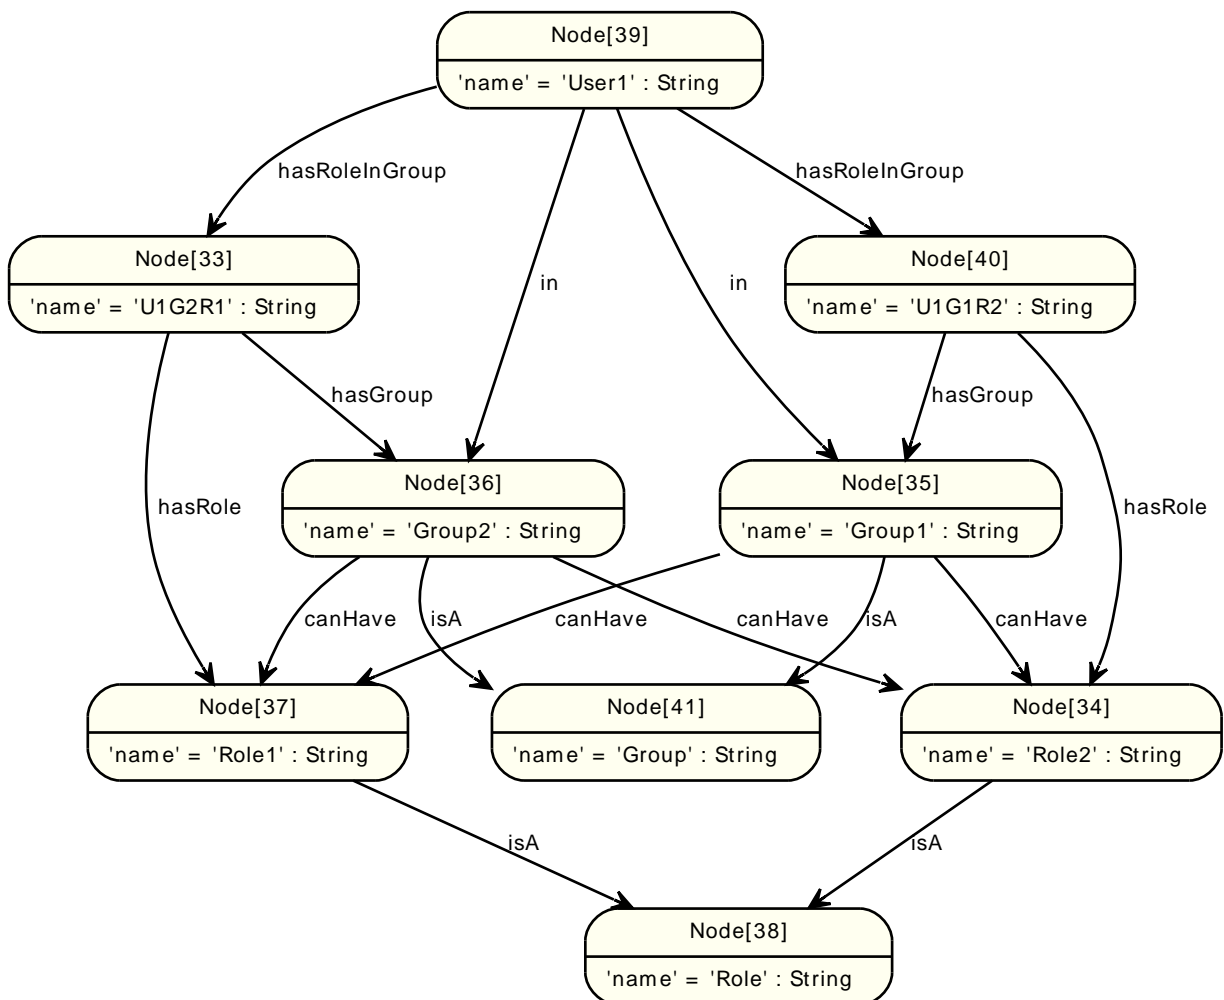 Node[39]
'name' = 'User1' : String
hasRoleInGroup
hasRoleInGroup
Node[33]
'name' = 'U1G2R1' : String
Node[40]
'name' = 'U1G1R2' : String
in
in
hasGroup
hasGroup
Node[36]
'name' = 'Group2' : String
Node[35]
'name' = 'Group1' : String
hasRole
hasRole
canHave
isA
canHave
canHave
isA
canHave
Node[37]
'name' = 'Role1' : String
Node[41]
'name' = 'Group' : String
Node[34]
'name' = 'Role2' : String
isA
isA
Node[38]
'name' = 'Role' : String